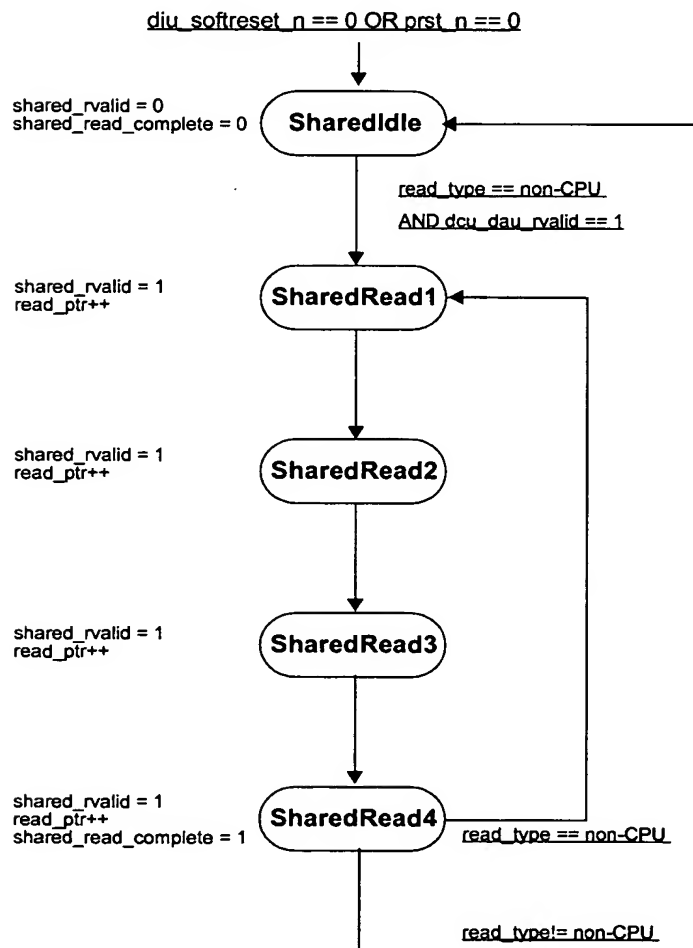 diu_softreset_n == 0 OR prst_n == 0
shared_rvalid = 0
shared_read_complete = 0
SharedIdle
read_type == non-CPU
AND dcu_dau_rvalid == 1
shared_rvalid = 1
read_ptr++
SharedRead1
shared_rvalid = 1
read_ptr++
SharedRead2
shared_rvalid = 1
read_ptr++
SharedRead3
shared_rvalid = 1
read_ptr++
shared_read_complete = 1
SharedRead4
read_type == non-CPU
read_type!= non-CPU